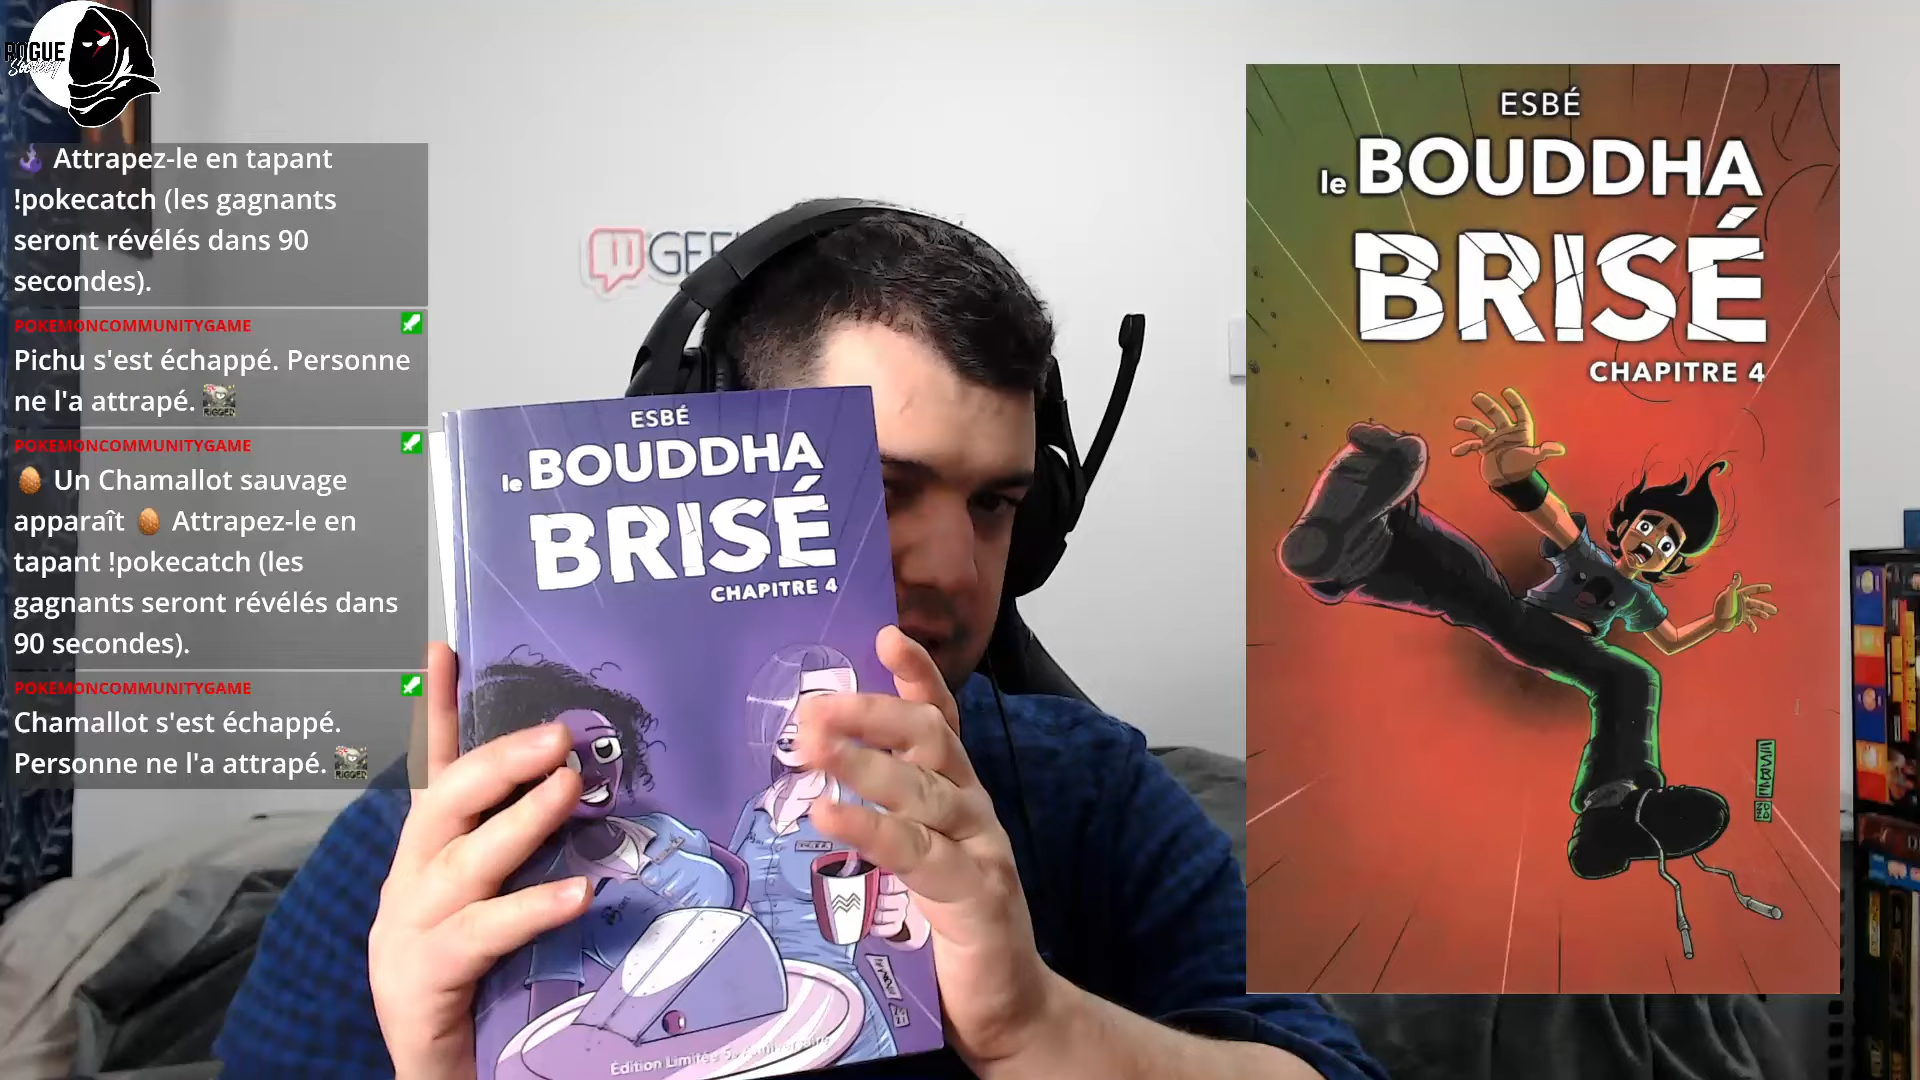 ROGUE
Society
Attrapez-le en tapant
!pokecatch (les gagnants
seront révélés dans 90
secondes).
POKEMONCOMMUNITYGAME
Pichu s'est échappé. Personne
ne l'a attrapé.
RIGGED
POKEMONCOMMUNITYGAME
Un Chamallot sauvage
apparaît Attrapez-le en
tapant !pokecatch (les
gagnants seront révélés dans
90 secondes).
POKEMONCOMMUNITYGAME
Chamallot s'est échappé.
Personne ne l'a attrapé.
RIGGED
ESBÉ
le BOUDDHA
BRISÉ
CHAPITRE 4
Édition Limitée
ESBÉ
le BOUDDHA
BRISÉ
CHAPITRE 4